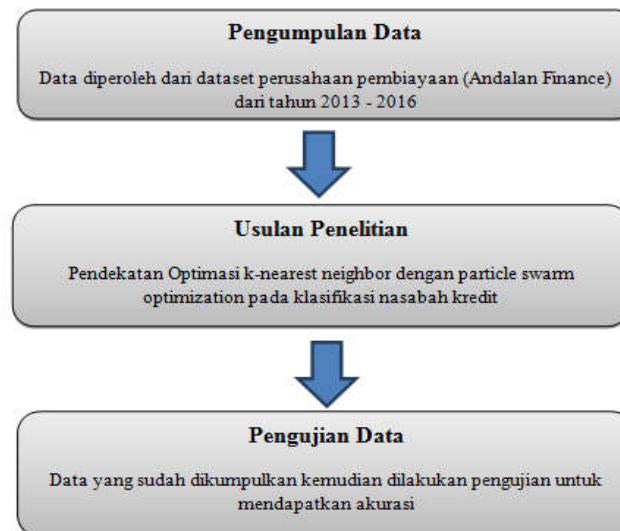 Pengumpulan Data
Data diperoleh dari dataset perusahaan pembiayaan (Andalan Finance)
dari tahun 2013 - 2016
Usulan Penelitian
Pendekatan Optimasi k-nearest neighbor dengan particle swarm
optimization pada klasifikasi nasabah kredit
Pengujian Data
Data yang sudah dikumpulkan kemudian dilakukan pengujian untuk
mendapatkan akurasi